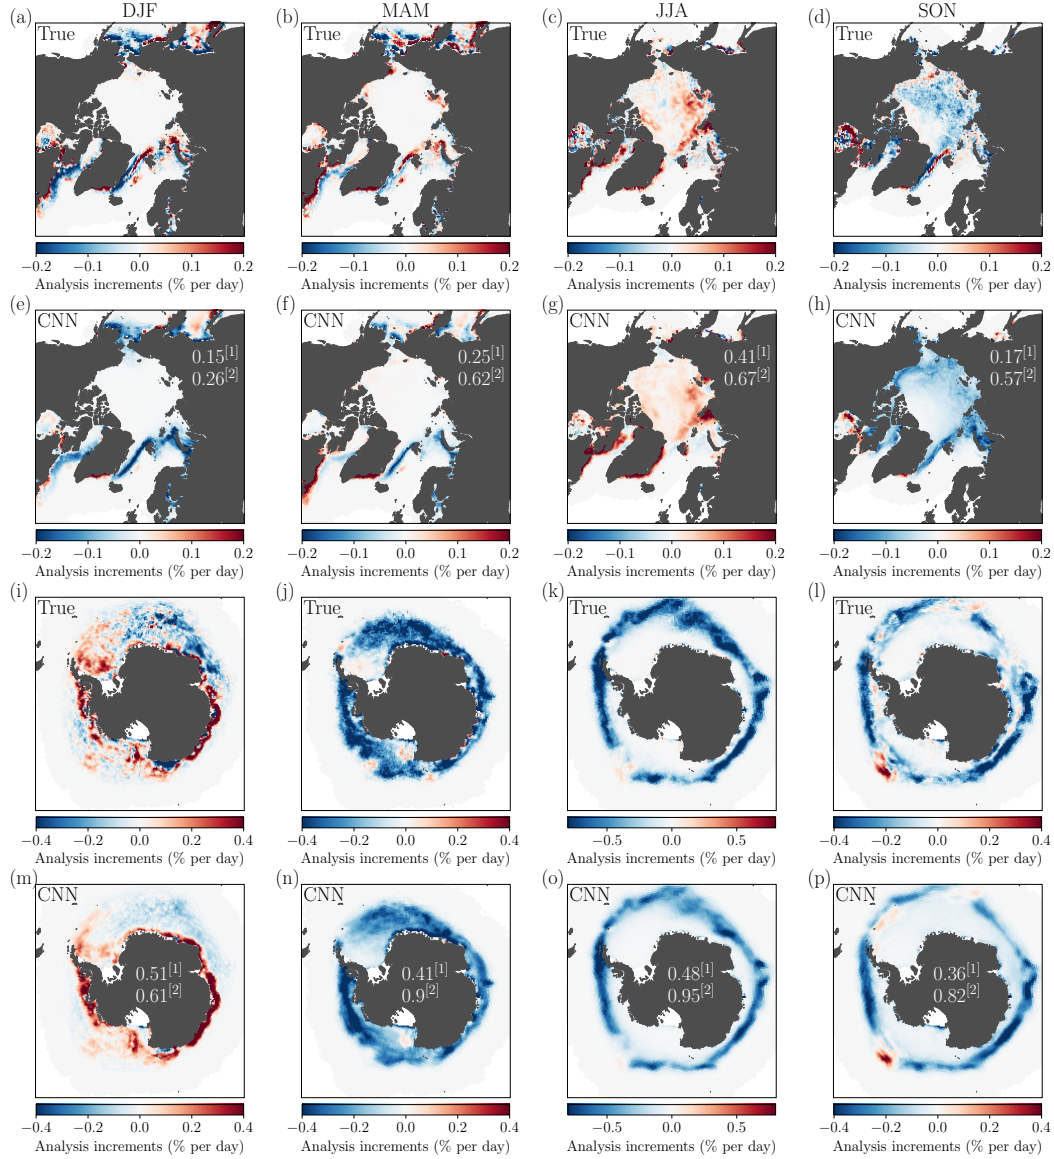 DJF MAM JJA SON
(a) (b) (c) (d)
True True True True
−0.2 −0.1 0.0 0.1 0.2 −0.2 −0.1 0.0 0.1 0.2 −0.2 −0.1 0.0 0.1 0.2 −0.2 −0.1 0.0 0.1 0.2
Analysis increments (% per day) Analysis increments (% per day) Analysis increments (% per day) Analysis increments (% per day)
(e) (f) (g) (h)
CNN CNN CNN CNN
0.15[1] 0.25[1] 0.41[1] 0.17[1]
0.26[2] 0.62[2] 0.67[2] 0.57[2]
−0.2 −0.1 0.0 0.1 0.2 −0.2 −0.1 0.0 0.1 0.2 −0.2 −0.1 0.0 0.1 0.2 −0.2 −0.1 0.0 0.1 0.2
Analysis increments (% per day) Analysis increments (% per day) Analysis increments (% per day) Analysis increments (% per day)
(i) (j) (k) (l)
True True True True
−0.4 −0.2 0.0 0.2 0.4 −0.4 −0.2 0.0 0.2 0.4 −0.5 0.0 0.5 −0.4 −0.2 0.0 0.2 0.4
Analysis increments (% per day) Analysis increments (% per day) Analysis increments (% per day) Analysis increments (% per day)
(m) (n) (o) (p)
CNN CNN CNN CNN
0.51[1] 0.41[1] 0.48[1] 0.36[1]
0.61[2] 0.9[2] 0.95[2] 0.82[2]
−0.4 −0.2 0.0 0.2 0.4 −0.4 −0.2 0.0 0.2 0.4 −0.5 0.0 0.5 −0.4 −0.2 0.0 0.2 0.4
Analysis increments (% per day) Analysis increments (% per day) Analysis increments (% per day) Analysis increments (% per day)